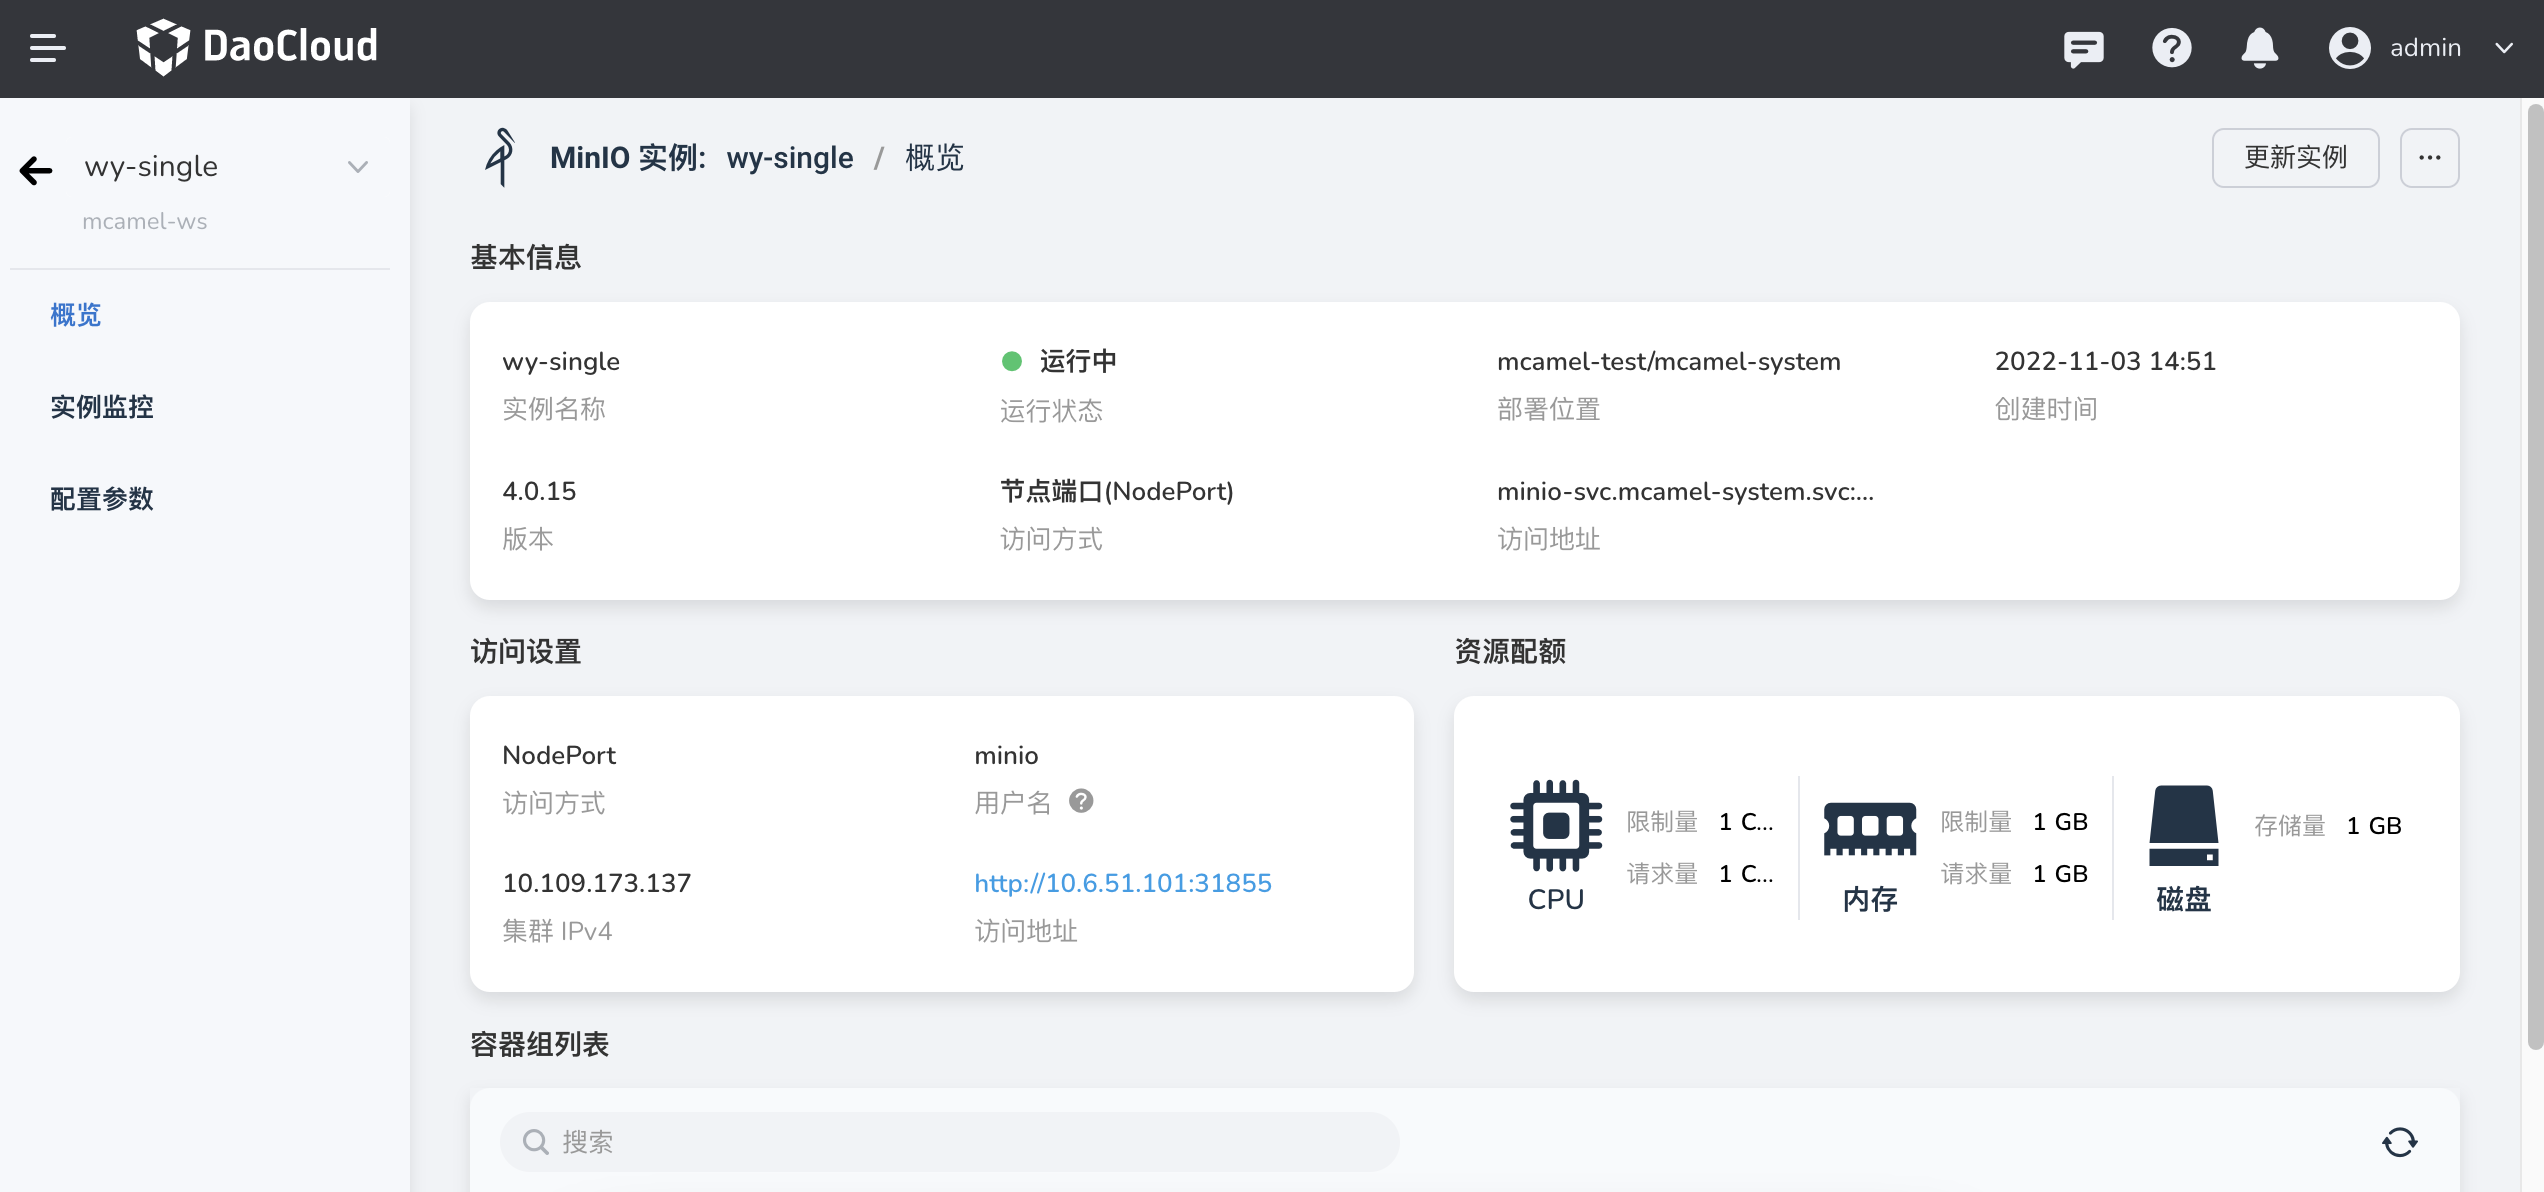 DaoCloud
admin
wy-single
mcamel-ws
概览
实例监控
配置参数
MinIO 实例: wy-single / 概览
更新实例
基本信息
wy-single
实例名称
运行中
运行状态
mcamel-test/mcamel-system
部署位置
2022-11-03 14:51
创建时间
4.0.15
版本
节点端口(NodePort)
访问方式
minio-svc.mcamel-system.svc:...
访问地址
访问设置
NodePort
访问方式
minio
用户名
10.109.173.137
集群 IPv4
http://10.6.51.101:31855
访问地址
资源配额
CPU
限制量 1 C...
请求量 1 C...
内存
限制量 1 GB
请求量 1 GB
磁盘
存储量 1 GB
容器组列表
搜索